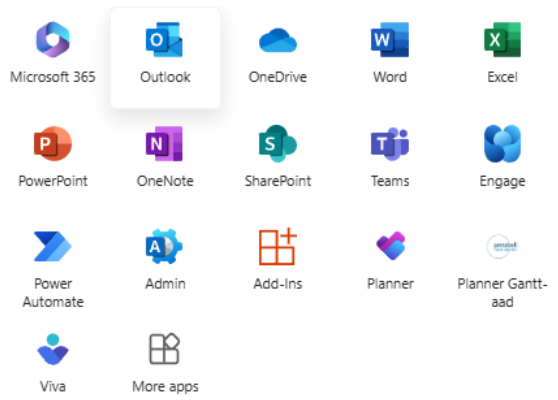 Microsoft 365
Outlook
OneDrive
Word
Excel
PowerPoint
OneNote
SharePoint
Teams
Engage
Power
Automate
Admin
Add-Ins
Planner
Planner Gantt-
aad
Viva
More apps